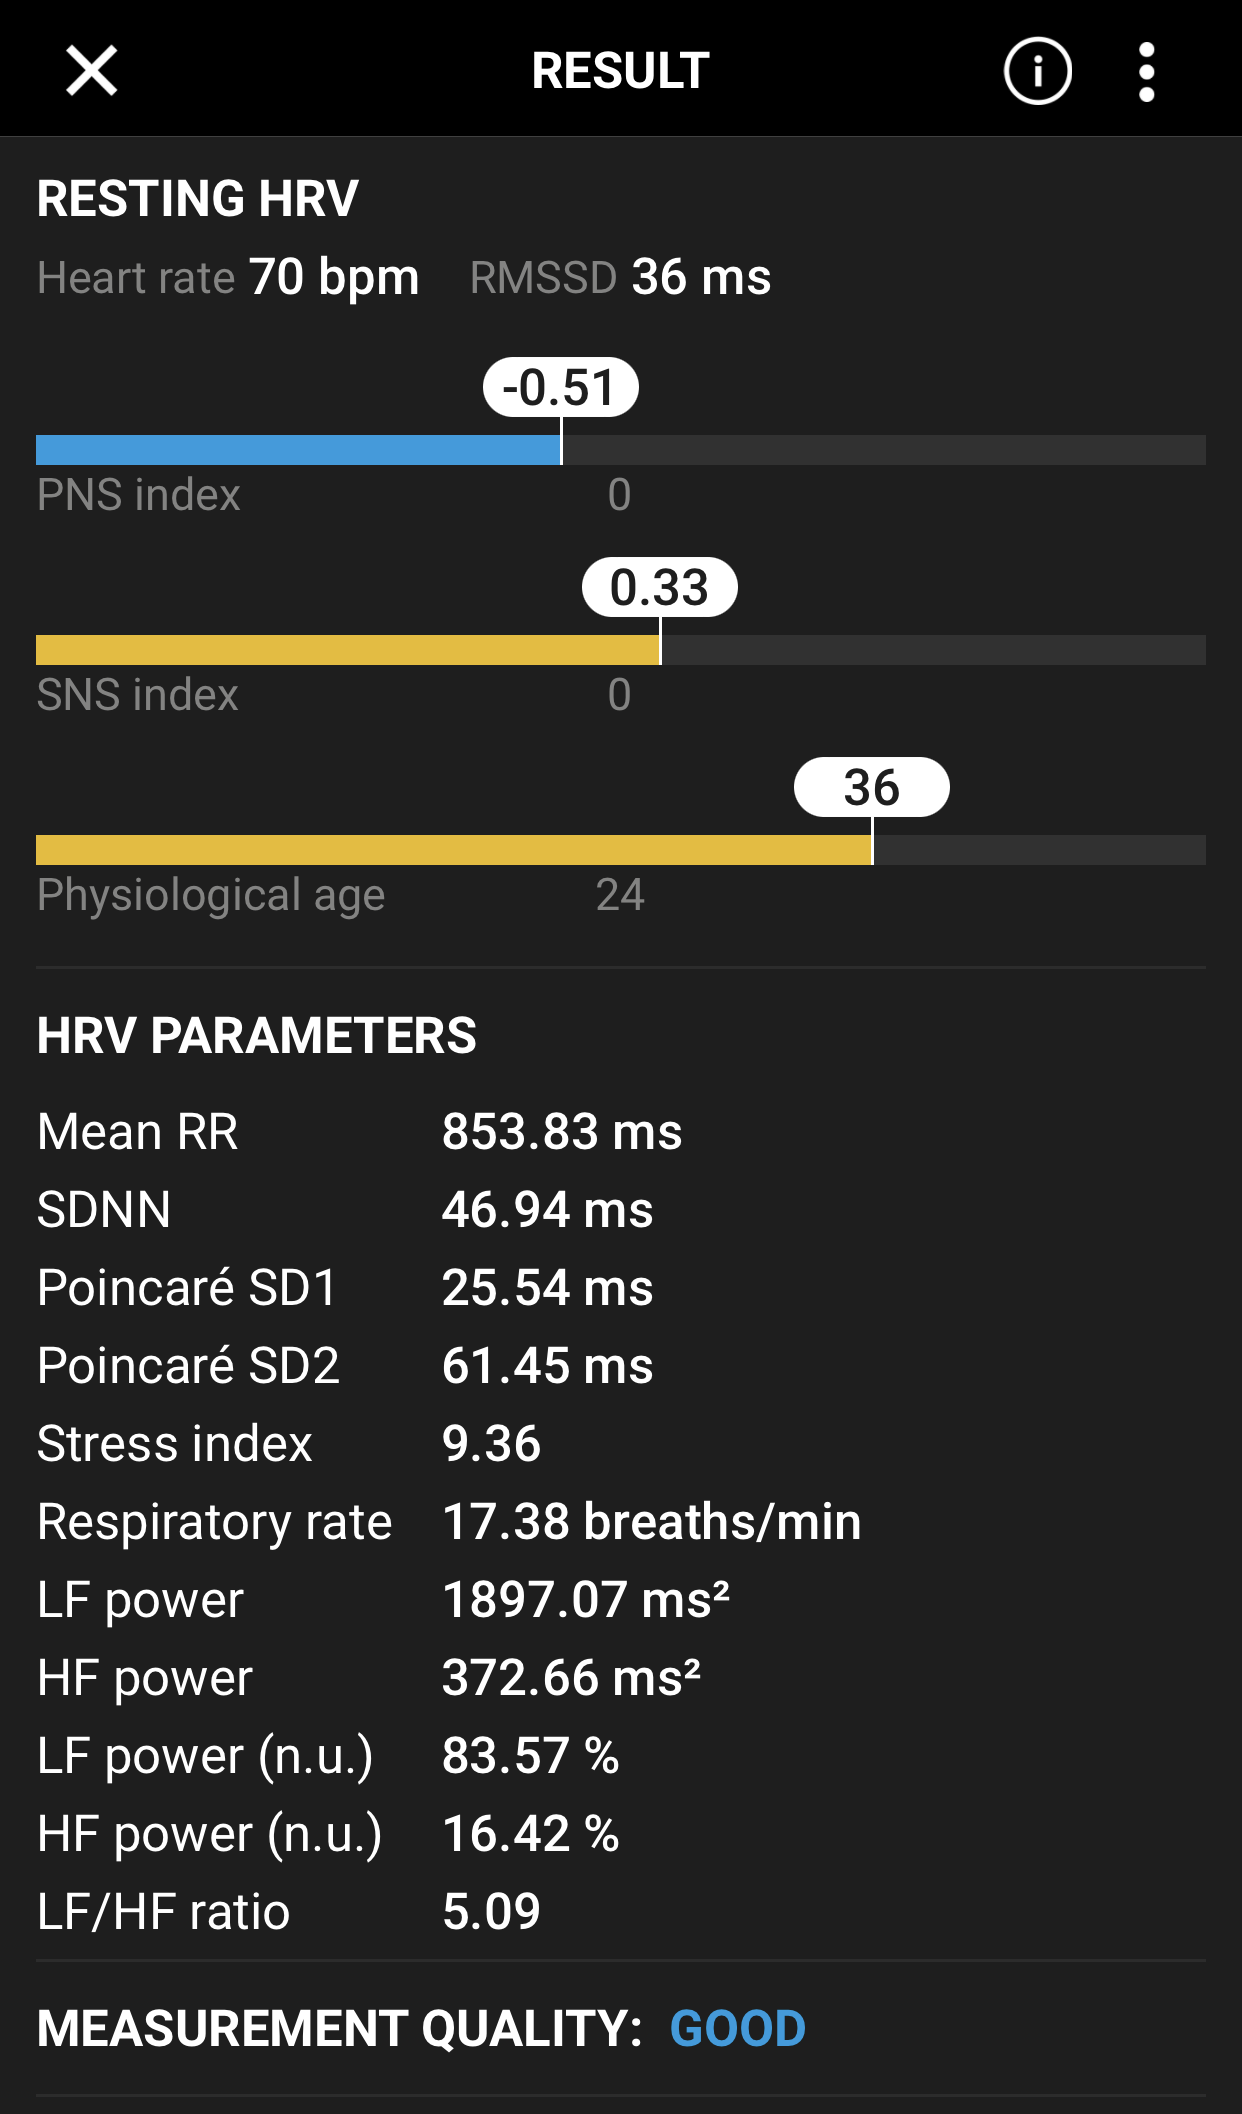 RESULT
RESTING HRV
Heart rate 70 bpm RMSSD 36 ms
-0.51
PNS index 0
0.33
SNS index 0
36
Physiological age 24
HRV PARAMETERS
Mean RR 853.83 ms
SDNN 46.94 ms
Poincaré SD1 25.54 ms
Poincaré SD2 61.45 ms
Stress index 9.36
Respiratory rate 17.38 breaths/min
LF power 1897.07 ms²
HF power 372.66 ms²
LF power (n.u.) 83.57 %
HF power (n.u.) 16.42 %
LF/HF ratio 5.09
MEASUREMENT QUALITY: GOOD